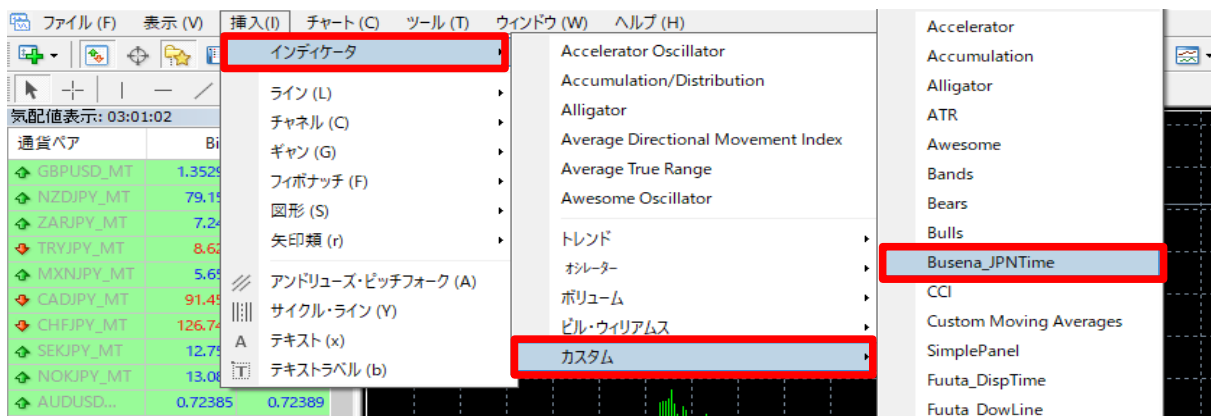 ファイル (F) 表示 (V) 挿入(I) チャート (C) ツール (T) ウィンドウ (W) ヘルプ (H)
気配値表示: 03:01:02
通貨ペア Bi
GBPUSD_MT 1.3529
NZDJPY_MT 79.15
ZARJPY_MT 7.24
TRYJPY_MT 8.62
MXNJPY_MT 5.65
CADJPY_MT 91.45
CHFJPY_MT 126.74
SEKJPY_MT 12.75
NOKJPY_MT 13.08
AUDUSD... 0.72385 0.72389
インディケータ
ライン (L)
チャネル (C)
ギャン (G)
フィボナッチ (F)
図形 (S)
矢印類 (r)
アンドリューズ・ピッチフォーク (A)
サイクル・ライン (Y)
A テキスト (x)
T テキストラベル (b)
Accelerator Oscillator
Accumulation/Distribution
Alligator
Average Directional Movement Index
Average True Range
Awesome Oscillator
トレンド
オシレーター
ボリューム
ビル・ウィリアムス
カスタム
Accelerator
Accumulation
Alligator
ATR
Awesome
Bands
Bears
Bulls
Busena_JPNTime
CCI
Custom Moving Averages
SimplePanel
Fuuta_DispTime
Fuuta_DowLine